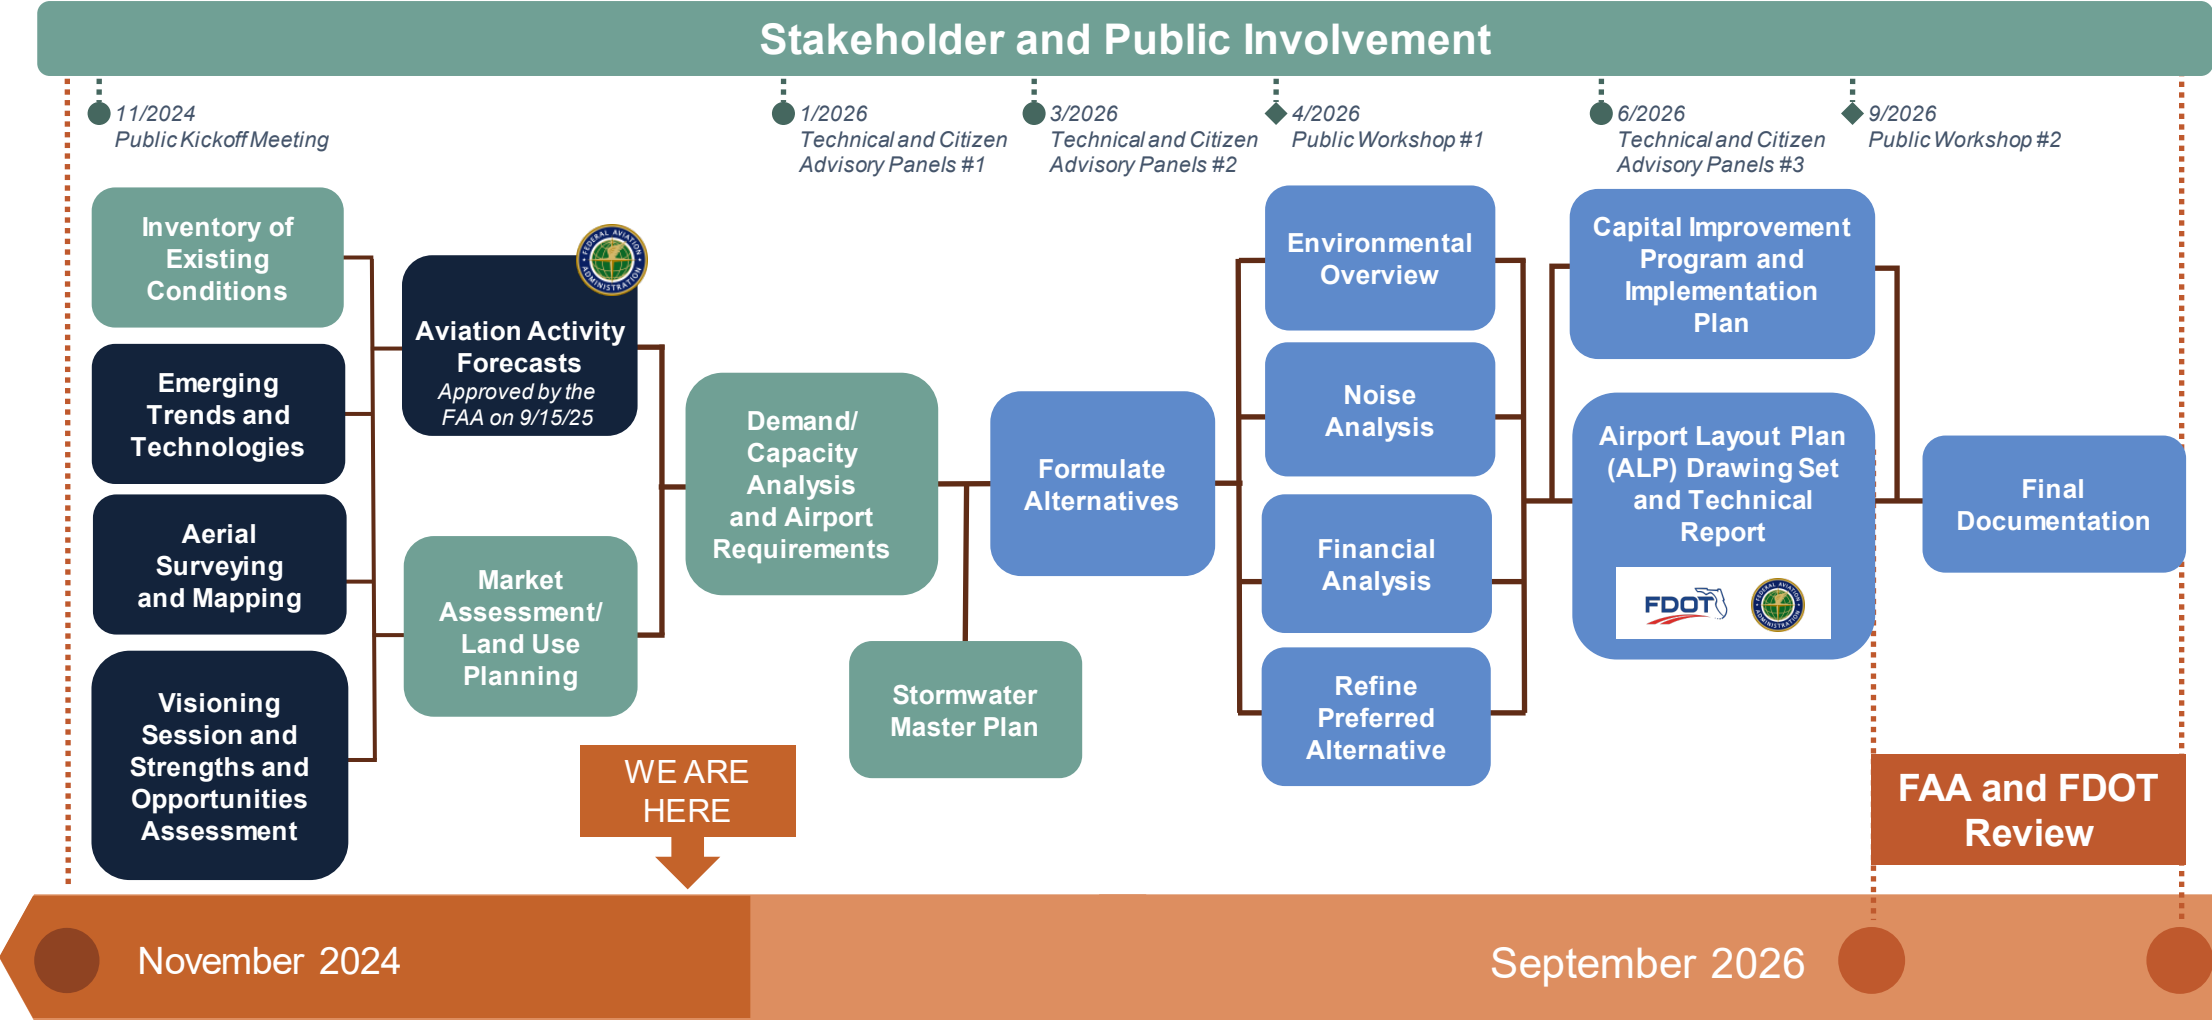 Stakeholder and Public Involvement
11/2024
Public Kickoff Meeting
1/2026
Technical and Citizen
Advisory Panels #1
3/2026
Technical and Citizen
Advisory Panels #2
4/2026
Public Workshop #1
6/2026
Technical and Citizen
Advisory Panels #3
9/2026
Public Workshop #2
Inventory of
Existing
Conditions
Emerging
Trends and
Technologies
Aerial
Surveying
and Mapping
Visioning
Session and
Strengths and
Opportunities
Assessment
FEDERAL AVIATION
ADMINISTRATION
Aviation Activity
Forecasts
Approved by the
FAA on 9/15/25
Market
Assessment/
Land Use
Planning
Demand/
Capacity
Analysis
and Airport
Requirements
Stormwater
Master Plan
Formulate
Alternatives
Environmental
Overview
Noise
Analysis
Financial
Analysis
Refine
Preferred
Alternative
Capital Improvement
Program and
Implementation
Plan
Airport Layout Plan
(ALP) Drawing Set
and Technical
Report
FDOT
FEDERAL AVIATION
ADMINISTRATION
Final
Documentation
WE ARE
HERE
FAA and FDOT
Review
November 2024
September 2026